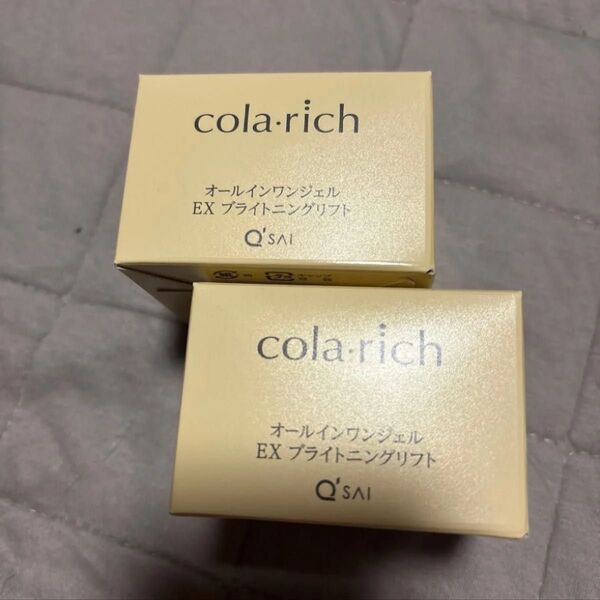 cola·rich
オールインワンジェル
EX ブライトニングリフト
Q'SAI
cola·rich
オールインワンジェル
EX ブライトニングリフト
Q'SAI